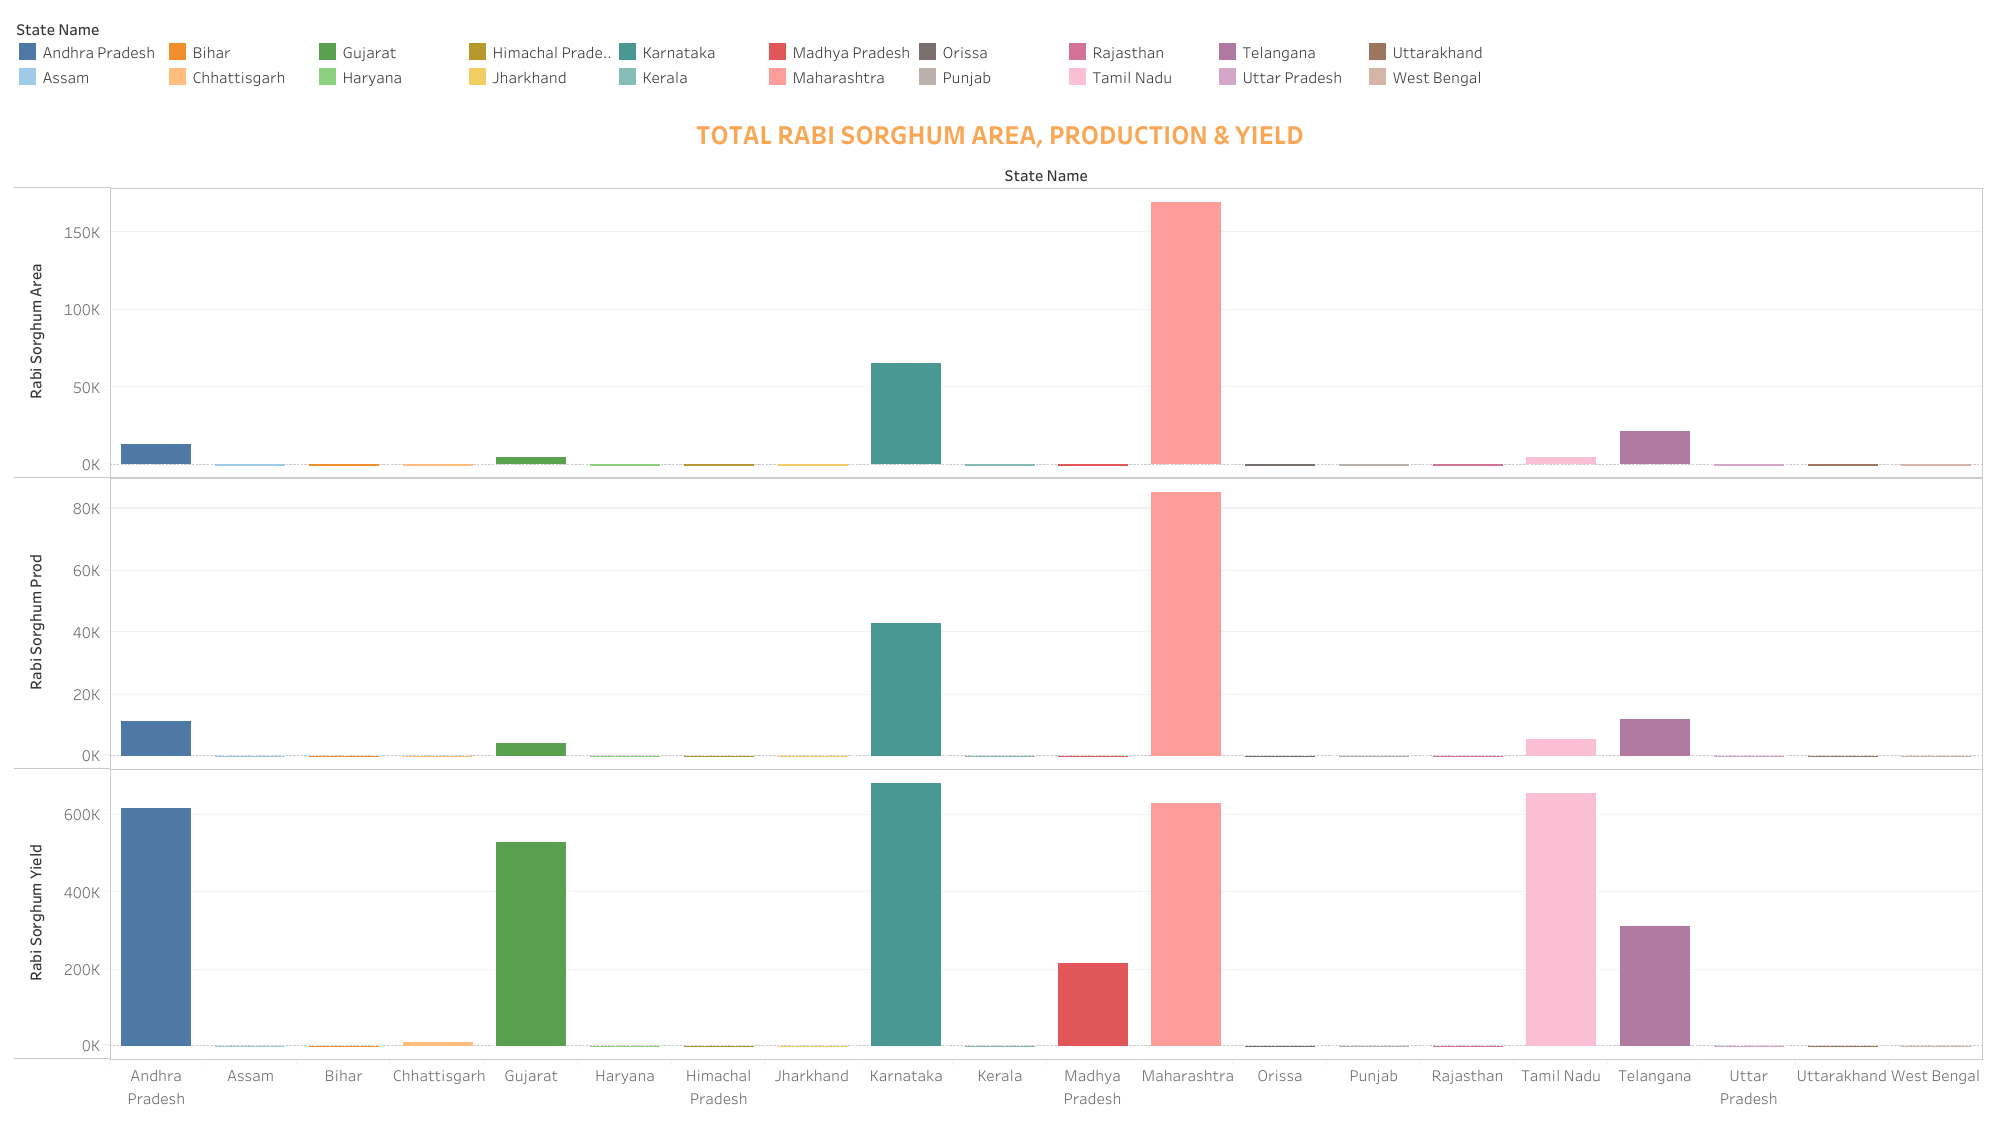 State Name
Andhra Pradesh Bihar Gujarat Himachal Prade.. Karnataka Madhya Pradesh Orissa Rajasthan Telangana Uttarakhand
Assam Chhattisgarh Haryana Jharkhand Kerala Maharashtra Punjab Tamil Nadu Uttar Pradesh West Bengal
TOTAL RABI SORGHUM AREA, PRODUCTION & YIELD
State Name
Rabi Sorghum Area
150K
100K
50K
0K
Rabi Sorghum Prod
80K
60K
40K
20K
0K
Rabi Sorghum Yield
600K
400K
200K
0K
Andhra Pradesh
Assam
Bihar
Chhattisgarh
Gujarat
Haryana
Himachal Pradesh
Jharkhand
Karnataka
Kerala
Madhya Pradesh
Maharashtra
Orissa
Punjab
Rajasthan
Tamil Nadu
Telangana
Uttar Pradesh
Uttarakhand
West Bengal